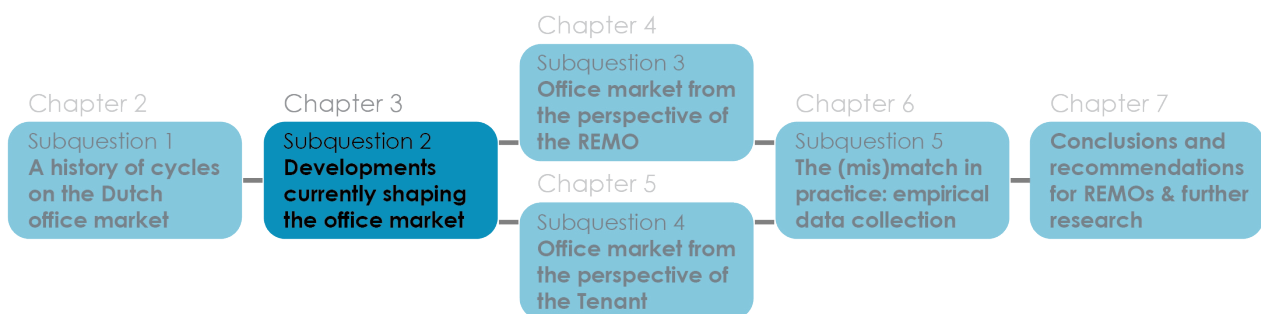 Chapter 2
Subquestion 1
A history of cycles
on the Dutch
office market
Chapter 3
Subquestion 2
Developments
currently shaping
the office market
Chapter 4
Subquestion 3
Office market from
the perspective of
the REMO
Chapter 5
Subquestion 4
Office market from
the perspective of
the Tenant
Chapter 6
Subquestion 5
The (mis)match in
practice: empirical
data collection
Chapter 7
Conclusions and
recommendations
for REMOs & further
research